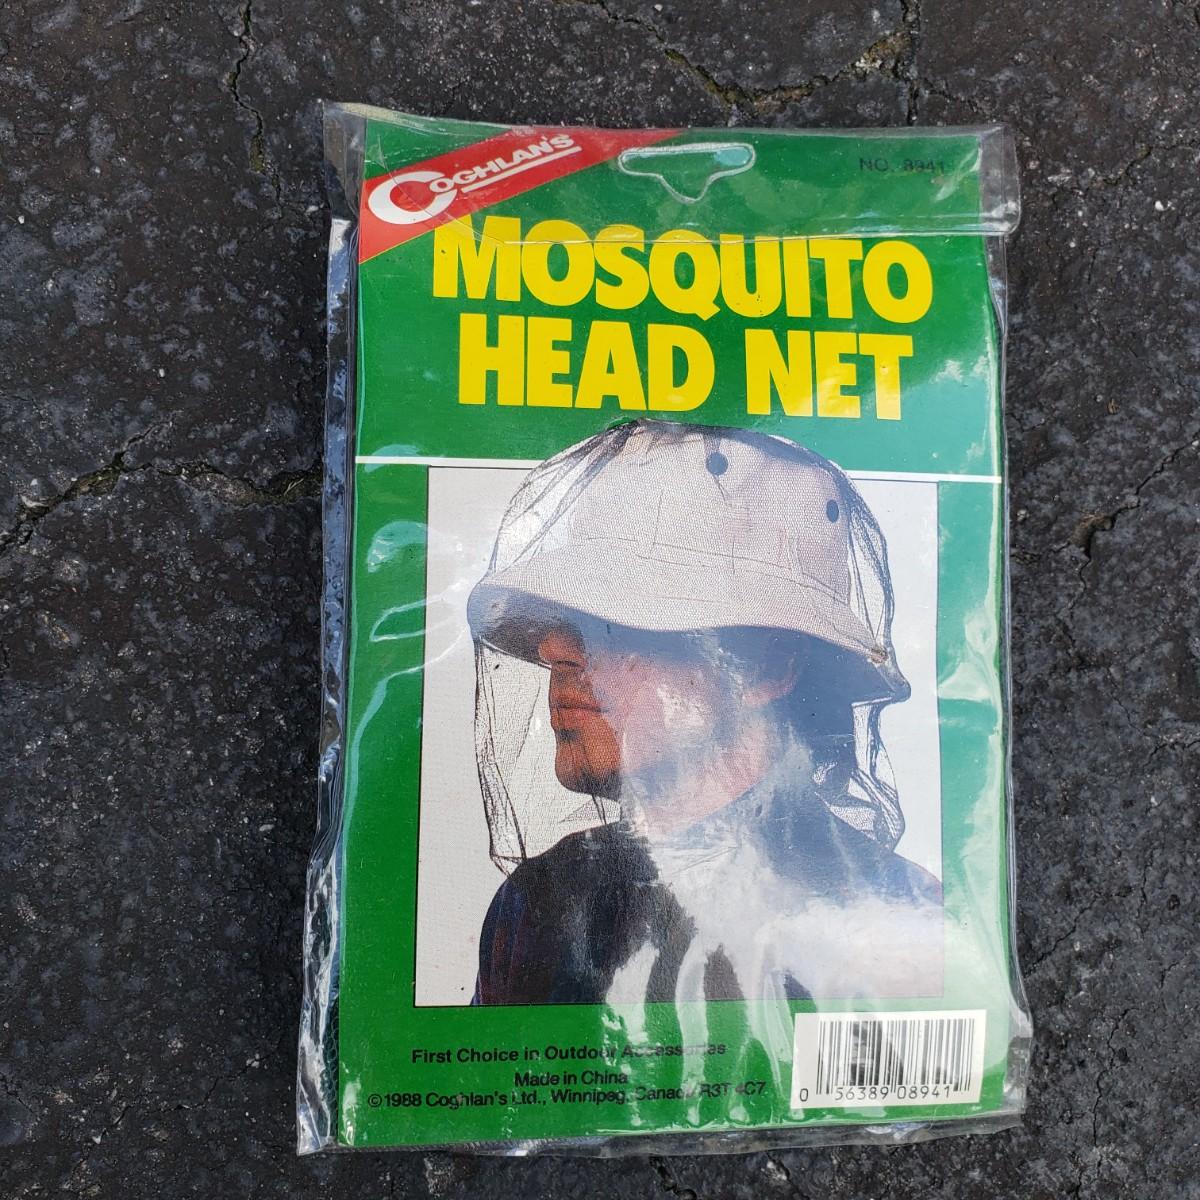 COGHLAN'S
NO. 8941
MOSQUITO
HEAD NET
First Choice in Outdoor Accessories
Made in China
©1988 Coghlan's Ltd., Winnipeg, Canada R3T 4C7
0 56389 08941